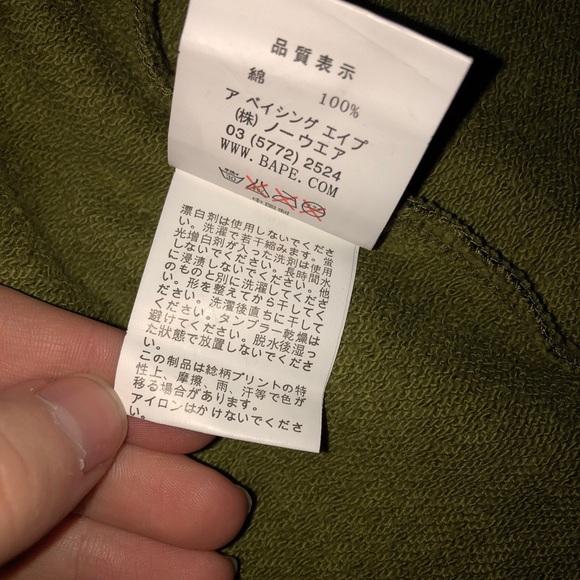 品質表示
綿 100%
ア ベイシング エイプ
(株) ノーウエア
03 (5772) 2524
WWW. BAPE. COM
漂白剤は使用しないでくださ
い。洗濯で若干縮みます。蛍
光増白剤が入った洗剤は使用
しないでください。長時間水
に浸漬しないでください。他
のものと別に洗濯してくださ
ださい。形を整えてから干してく
ださい。洗濯後直ちに干して
ください。タンブラー乾燥は
避けてください。脱水後湿っ
た状態で放置しないでくださ
い。
この制品は総柄プリントの特
性上、摩擦、雨、汗等で色が
移る場合があります。
アイロンはかけないでくださ
い。